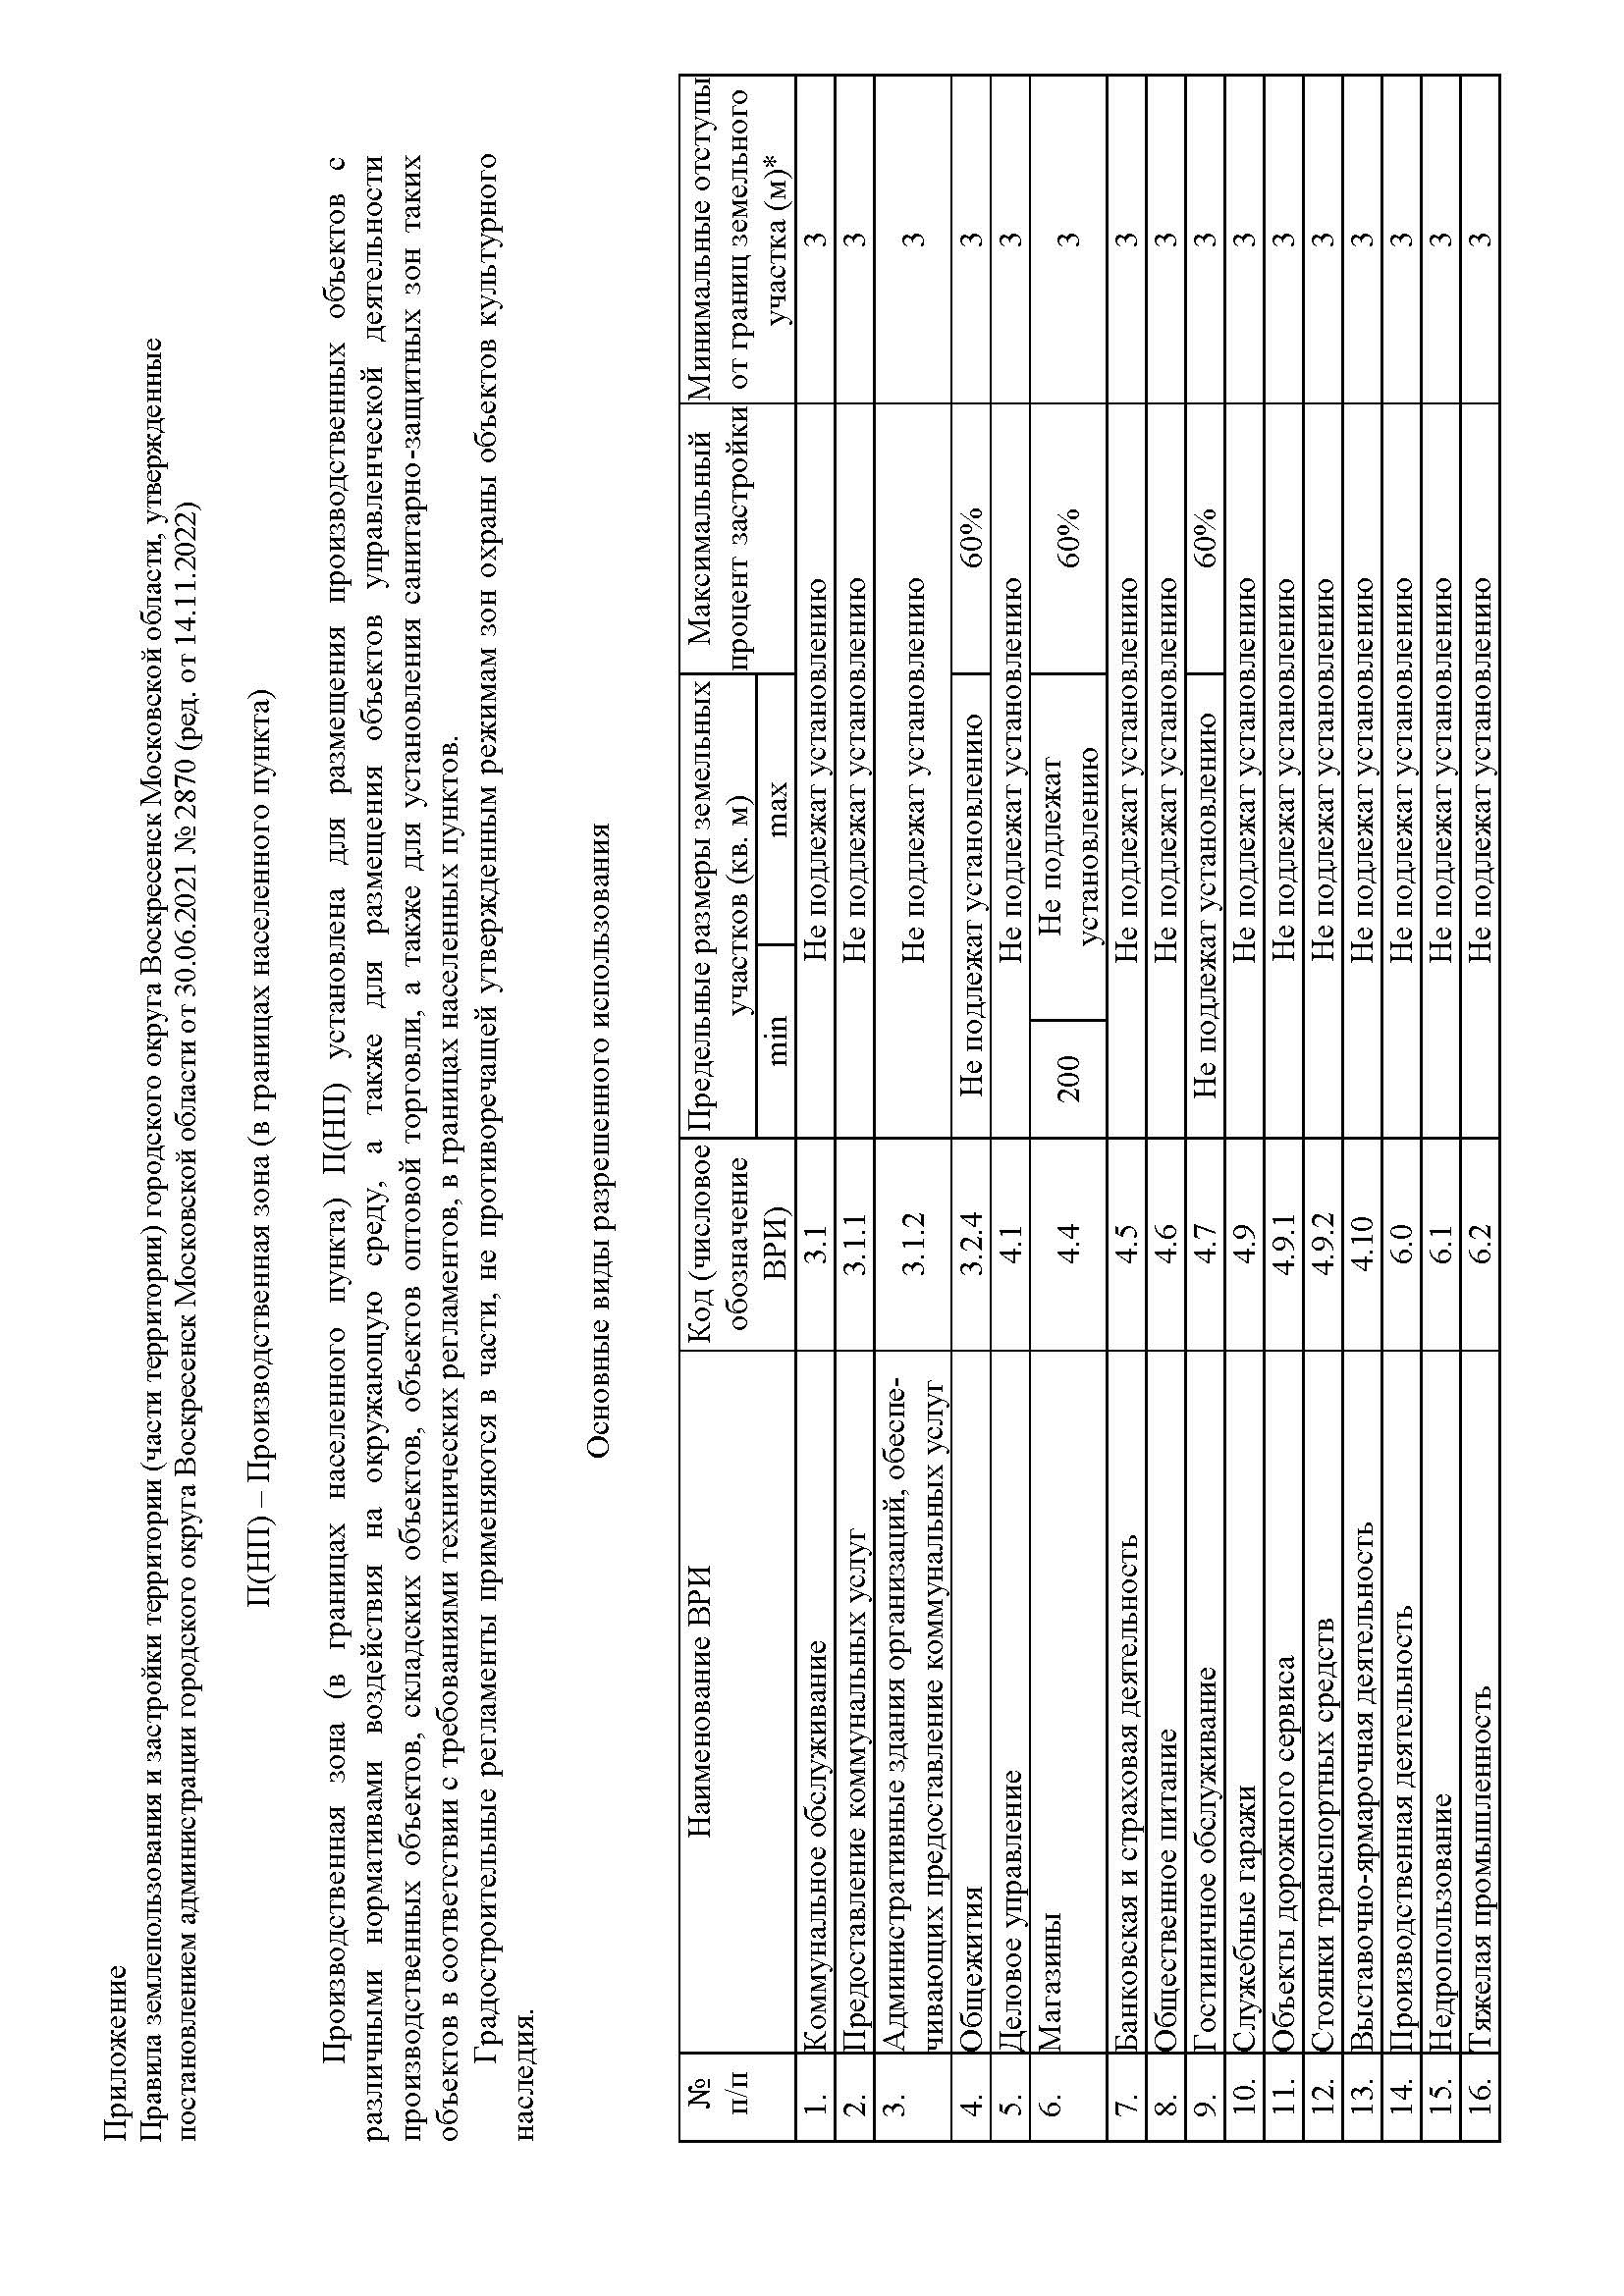 Приложение
Правила землепользования и застройки территории (части территории) городского округа Воскресенск Московской области, утвержденные
постановлением администрации городского округа Воскресенск Московской области от 30.06.2021 № 2870 (ред. от 14.11.2022)
П(НП) – Производственная зона (в границах населенного пункта)
Производственная зона (в границах населенного пункта) П(НП) установлена для размещения производственных объектов с
различными нормативами воздействия на окружающую среду, а также для размещения объектов управленческой деятельности
производственных объектов, складских объектов, объектов оптовой торговли, а также для установления санитарно-защитных зон таких
объектов в соответствии с требованиями технических регламентов, в границах населенных пунктов.
Градостроительные регламенты применяются в части, не противоречащей утвержденным режимам зон охраны объектов культурного
наследия.
Основные виды разрешенного использования
№ п/п Наименование ВРИ Код (числовое обозначение ВРИ) Предельные размеры земельных участков (кв. м) Максимальный процент застройки Минимальные отступы от границ земельного участка (м)*
min max
1. Коммунальное обслуживание 3.1 Не подлежат установлению 3
2. Предоставление коммунальных услуг 3.1.1 Не подлежат установлению 3
3. Административные здания организаций, обеспе-
чивающих предоставление коммунальных услуг 3.1.2 Не подлежат установлению 3
4. Общежития 3.2.4 Не подлежат установлению 60% 3
5. Деловое управление 4.1 Не подлежат установлению 3
6. Магазины 4.4 200 Не подлежат установлению 60% 3
7. Банковская и страховая деятельность 4.5 Не подлежат установлению 3
8. Общественное питание 4.6 Не подлежат установлению 3
9. Гостиничное обслуживание 4.7 Не подлежат установлению 60% 3
10. Служебные гаражи 4.9 Не подлежат установлению 3
11. Объекты дорожного сервиса 4.9.1 Не подлежат установлению 3
12. Стоянки транспортных средств 4.9.2 Не подлежат установлению 3
13. Выставочно-ярмарочная деятельность 4.10 Не подлежат установлению 3
14. Производственная деятельность 6.0 Не подлежат установлению 3
15. Недропользование 6.1 Не подлежат установлению 3
16. Тяжелая промышленность 6.2 Не подлежат установлению 3